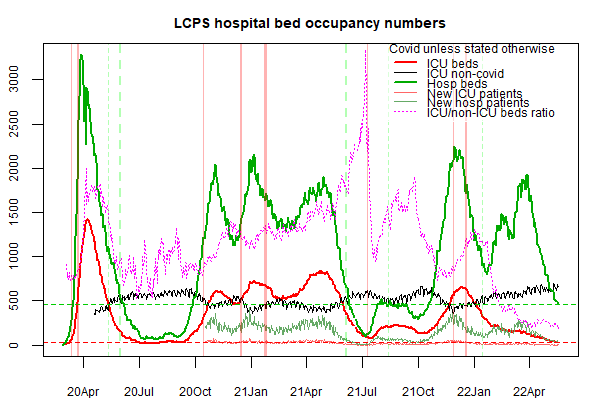 LCPS hospital bed occupancy numbers
Covid unless stated otherwise
ICU beds
ICU non-covid
Hosp beds
New ICU patients
New hosp patients
ICU/non-ICU beds ratio
3000
2500
2000
1500
1000
500
0
20Apr 20Jul 20Oct 21Jan 21Apr 21Jul 21Oct 22Jan 22Apr